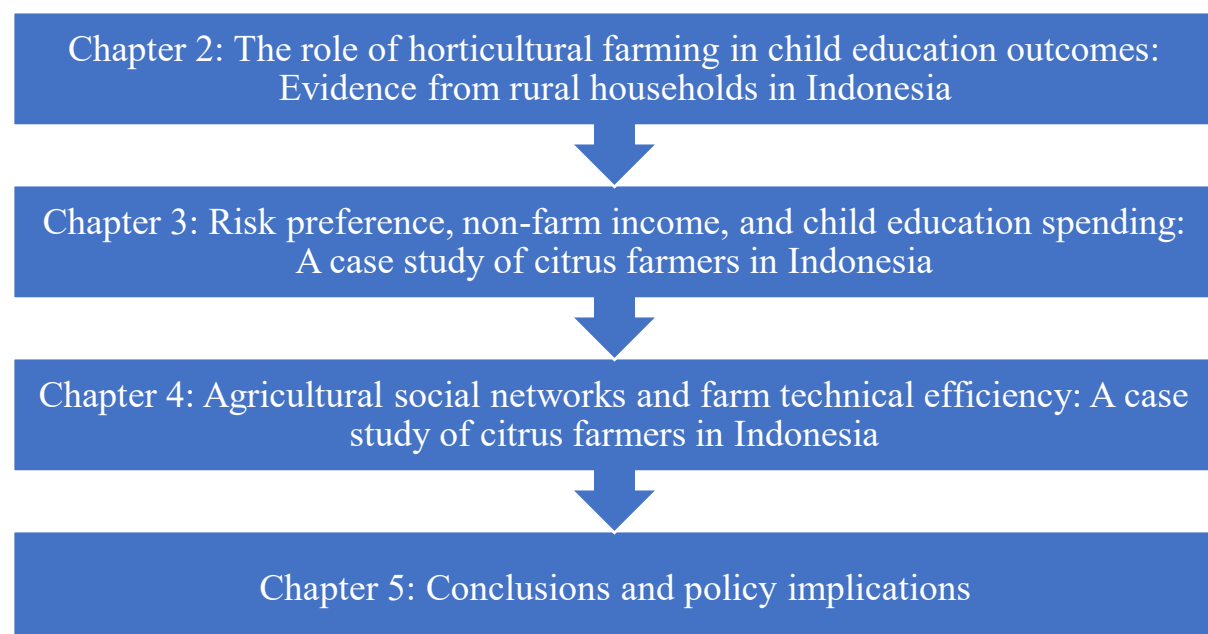 Chapter 2: The role of horticultural farming in child education outcomes:
Evidence from rural households in Indonesia
Chapter 3: Risk preference, non-farm income, and child education spending:
A case study of citrus farmers in Indonesia
Chapter 4: Agricultural social networks and farm technical efficiency: A case
study of citrus farmers in Indonesia
Chapter 5: Conclusions and policy implications